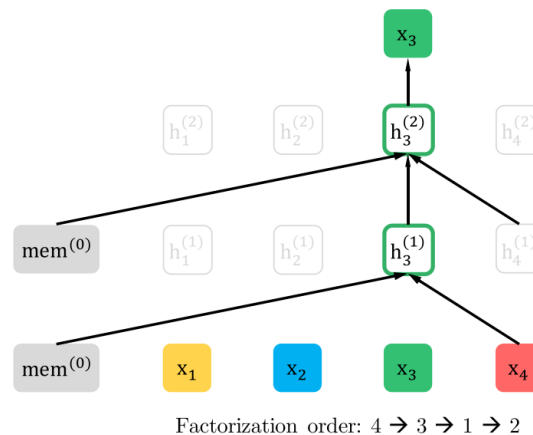 x₃
h₁⁽²⁾ h₂⁽²⁾ h₃⁽²⁾ h₄⁽²⁾
mem⁽⁰⁾ h₁⁽¹⁾ h₂⁽¹⁾ h₃⁽¹⁾ h₄⁽¹⁾
mem⁽⁰⁾ x₁ x₂ x₃ x₄
Factorization order: 4 → 3 → 1 → 2